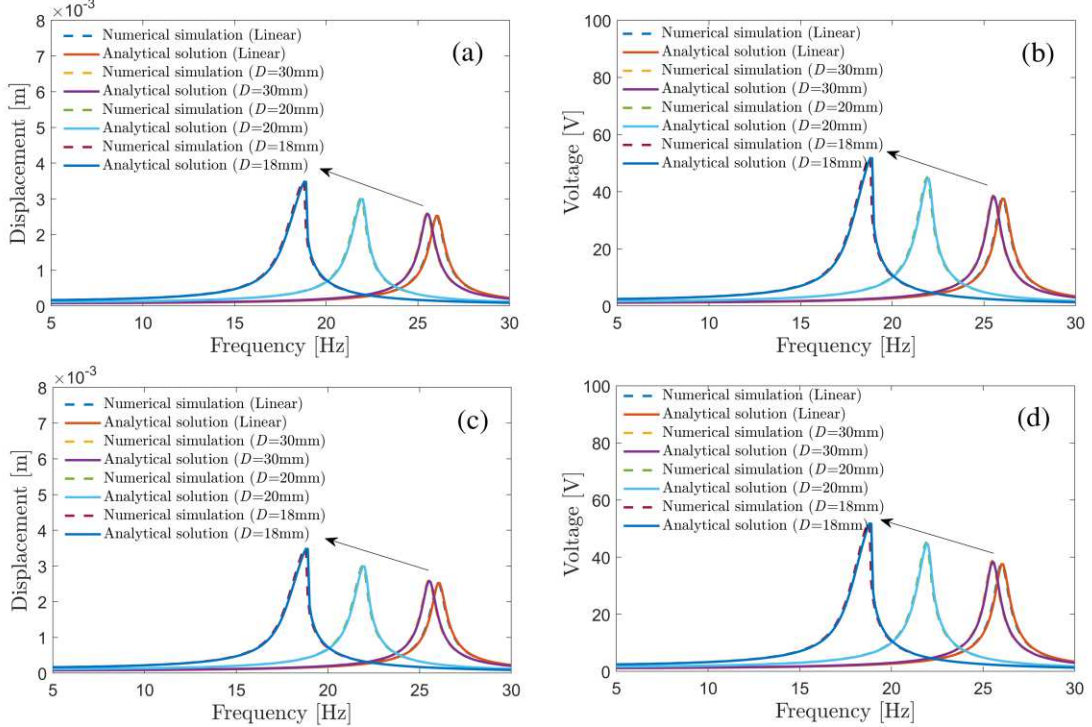 ×10-3
8
7
6
5
4
3
2
1
0
Displacement [m]
Numerical simulation (Linear)
Analytical solution (Linear)
Numerical simulation (D=30mm)
Analytical solution (D=30mm)
Numerical simulation (D=20mm)
Analytical solution (D=20mm)
Numerical simulation (D=18mm)
Analytical solution (D=18mm)
(a)
5 10 15 20 25 30
Frequency [Hz]
100
80
60
40
20
0
Voltage [V]
Numerical simulation (Linear)
Analytical solution (Linear)
Numerical simulation (D=30mm)
Analytical solution (D=30mm)
Numerical simulation (D=20mm)
Analytical solution (D=20mm)
Numerical simulation (D=18mm)
Analytical solution (D=18mm)
(b)
5 10 15 20 25 30
Frequency [Hz]
×10-3
8
7
6
5
4
3
2
1
0
Displacement [m]
Numerical simulation (Linear)
Analytical solution (Linear)
Numerical simulation (D=30mm)
Analytical solution (D=30mm)
Numerical simulation (D=20mm)
Analytical solution (D=20mm)
Numerical simulation (D=18mm)
Analytical solution (D=18mm)
(c)
5 10 15 20 25 30
Frequency [Hz]
100
80
60
40
20
0
Voltage [V]
Numerical simulation (Linear)
Analytical solution (Linear)
Numerical simulation (D=30mm)
Analytical solution (D=30mm)
Numerical simulation (D=20mm)
Analytical solution (D=20mm)
Numerical simulation (D=18mm)
Analytical solution (D=18mm)
(d)
5 10 15 20 25 30
Frequency [Hz]